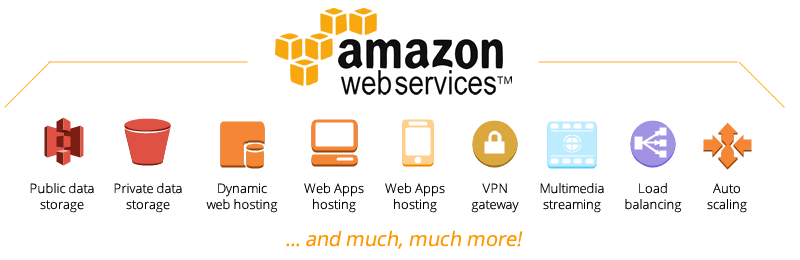 amazon
webservices™
Public data
storage
Private data
storage
Dynamic
web hosting
Web Apps
hosting
Web Apps
hosting
VPN
gateway
Multimedia
streaming
Load
balancing
Auto
scaling
... and much, much more!